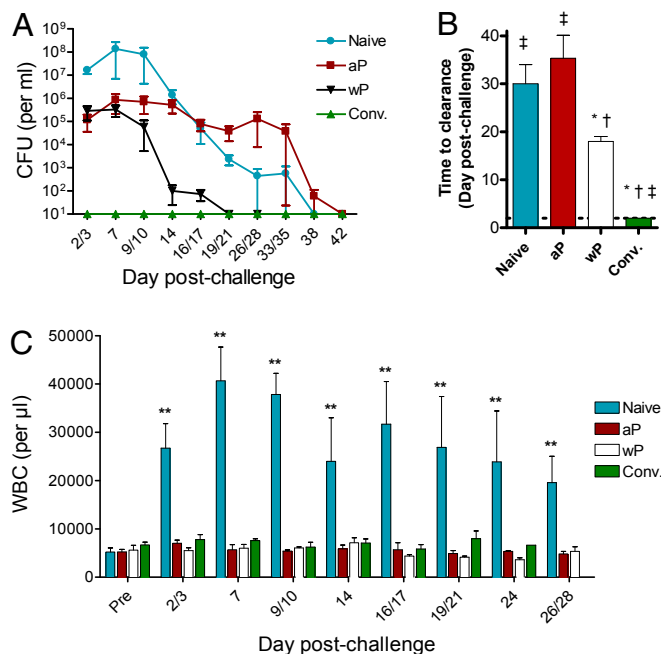 A
10⁹
10⁸
10⁷
10⁶
10⁵
10⁴
10³
10²
10¹
CFU (per ml)
2/3
7
9/10
14
16/17
19/21
26/28
33/35
38
42
Day post-challenge
Naive
aP
wP
Conv.
B
40
30
20
10
0
Time to clearance
(Day post-challenge)
‡
‡
* †
* † ‡
Naive
aP
wP
Conv.
C
50000
40000
30000
20000
10000
0
WBC (per µl)
**
**
**
**
**
**
**
**
Pre
2/3
7
9/10
14
16/17
19/21
24
26/28
Day post-challenge
Naive
aP
wP
Conv.